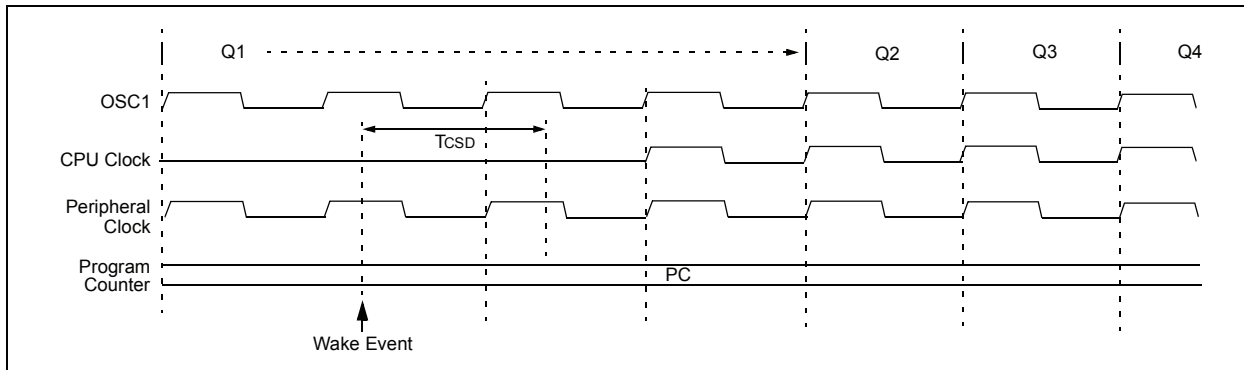 Q1
Q2
Q3
Q4
OSC1
TCSD
CPU Clock
Peripheral
Clock
Program
Counter
PC
Wake Event